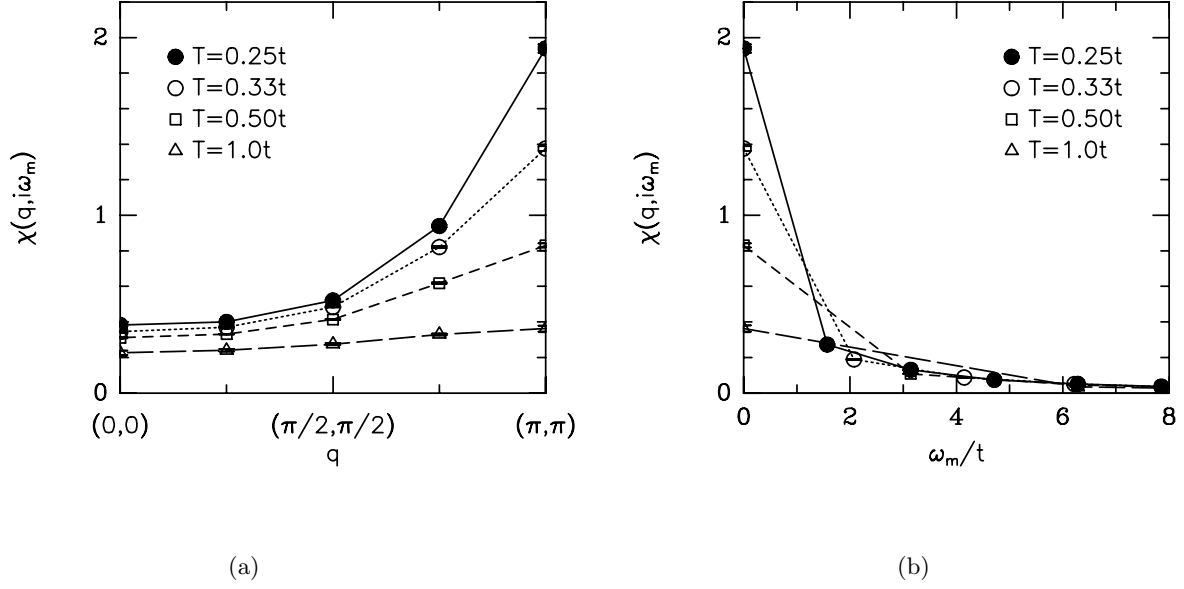 χ(q,iω_m)
2
1
0
T=0.25t
T=0.33t
T=0.50t
T=1.0t
(0,0) (π/2,π/2) (π,π)
q
(a)
χ(q,iω_m)
2
1
0
T=0.25t
T=0.33t
T=0.50t
T=1.0t
0 2 4 6 8
ω_m/t
(b)